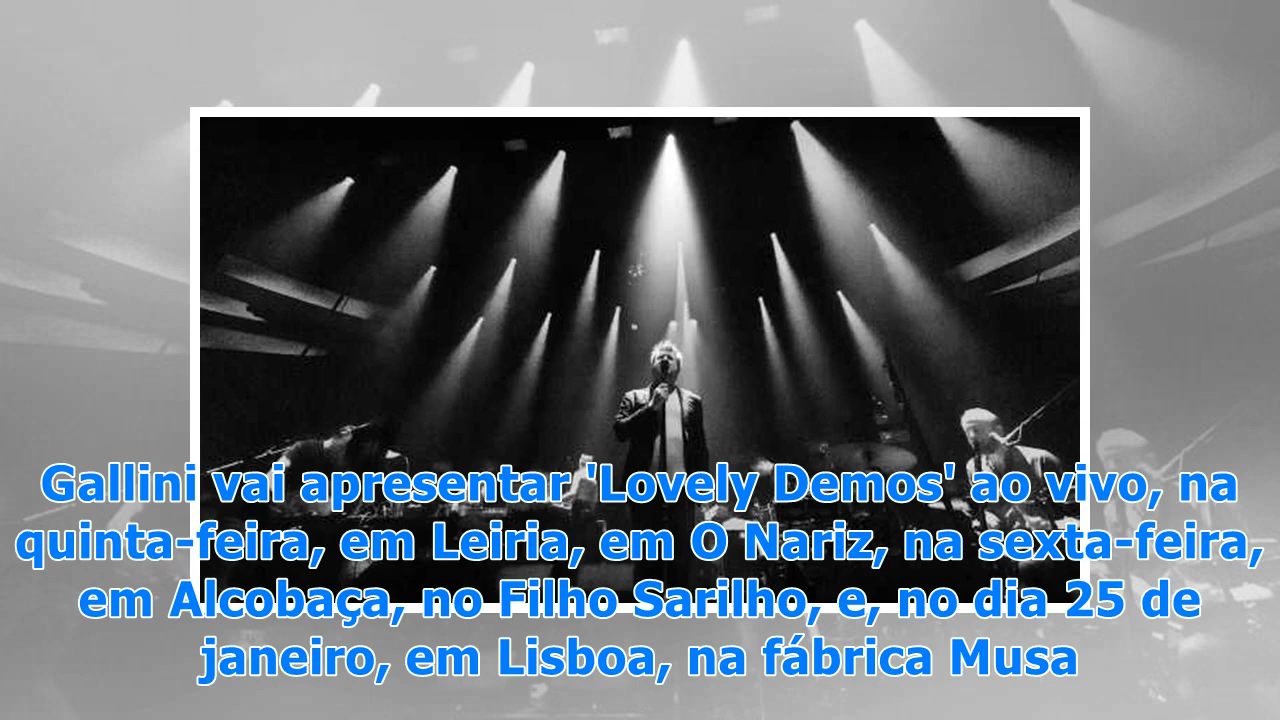 Gallini vai apresentar 'Lovely Demos' ao vivo, na
quinta-feira, em Leiria, em O Nariz, na sexta-feira,
em Alcobaça, no Filho Sarilho, e, no dia 25 de
janeiro, em Lisboa, na fábrica Musa